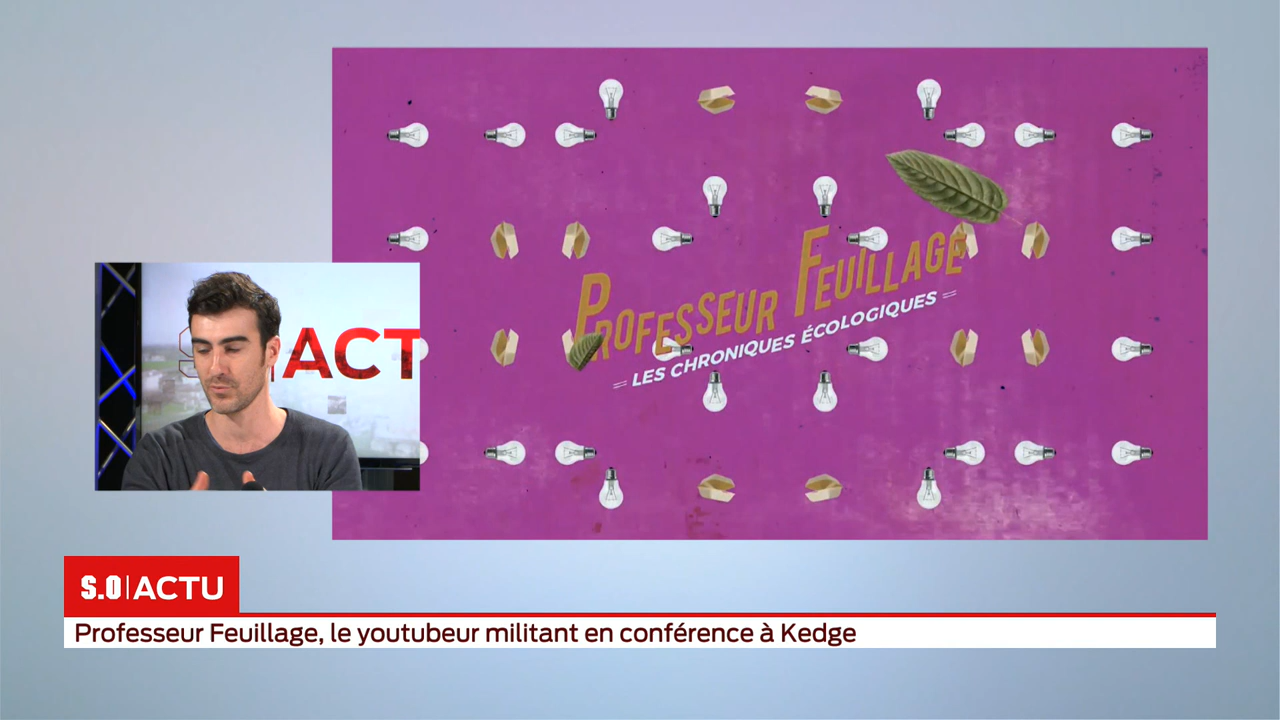 PROFESSEUR FEUILLAGE
LES CHRONIQUES ÉCOLOGIQUES
S.O ACT
S.O|ACTU
Professeur Feuillage, le youtubeur militant en conférence à Kedge